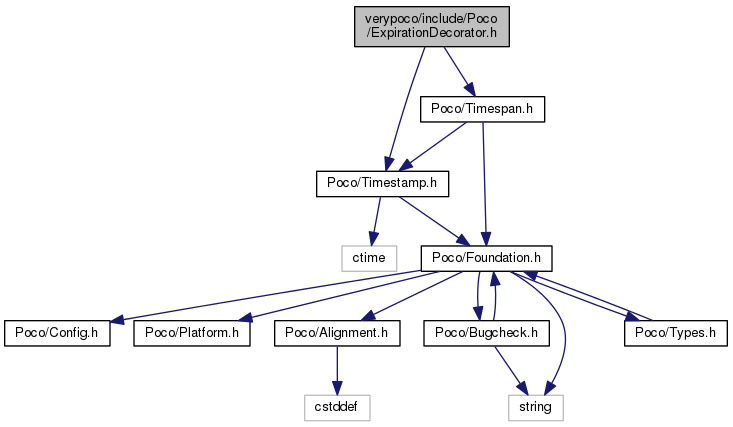 verypoco/include/Poco
/ExpirationDecorator.h
Poco/Timespan.h
Poco/Timestamp.h
ctime
Poco/Foundation.h
Poco/Config.h
Poco/Platform.h
Poco/Alignment.h
Poco/Bugcheck.h
Poco/Types.h
cstddef
string